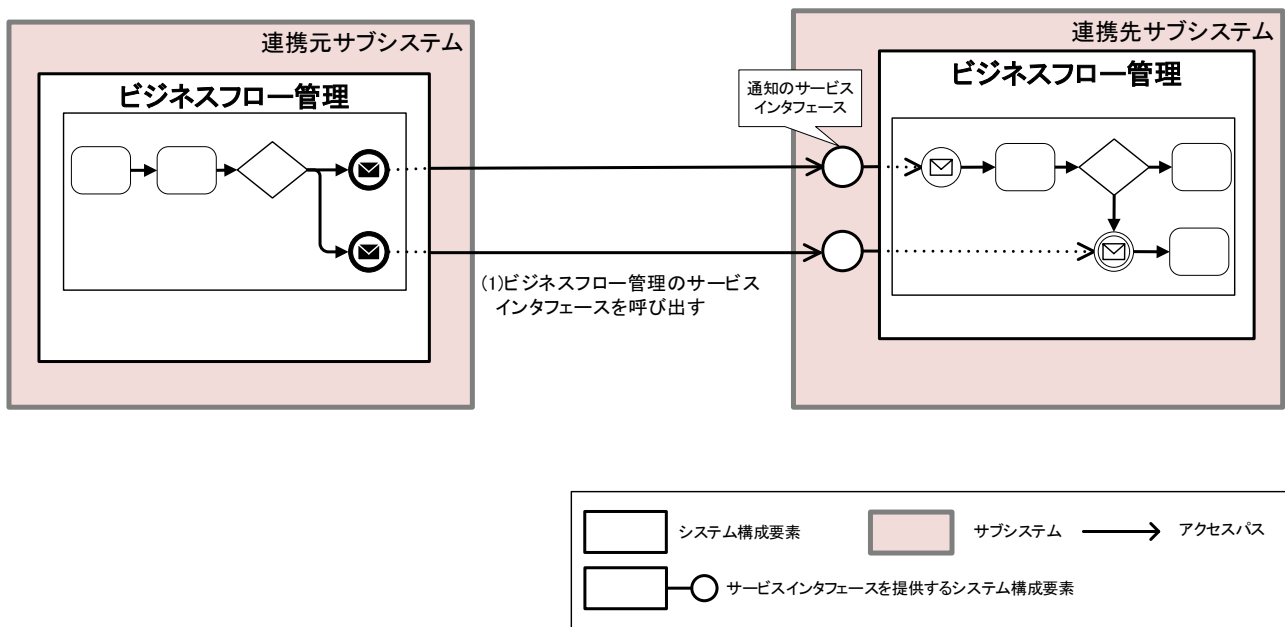 連携元サブシステム
ビジネスフロー管理
連携先サブシステム
ビジネスフロー管理
通知のサービス
インタフェース
(1)ビジネスフロー管理のサービス
インタフェースを呼び出す
システム構成要素
サブシステム
アクセスパス
サービスインタフェースを提供するシステム構成要素